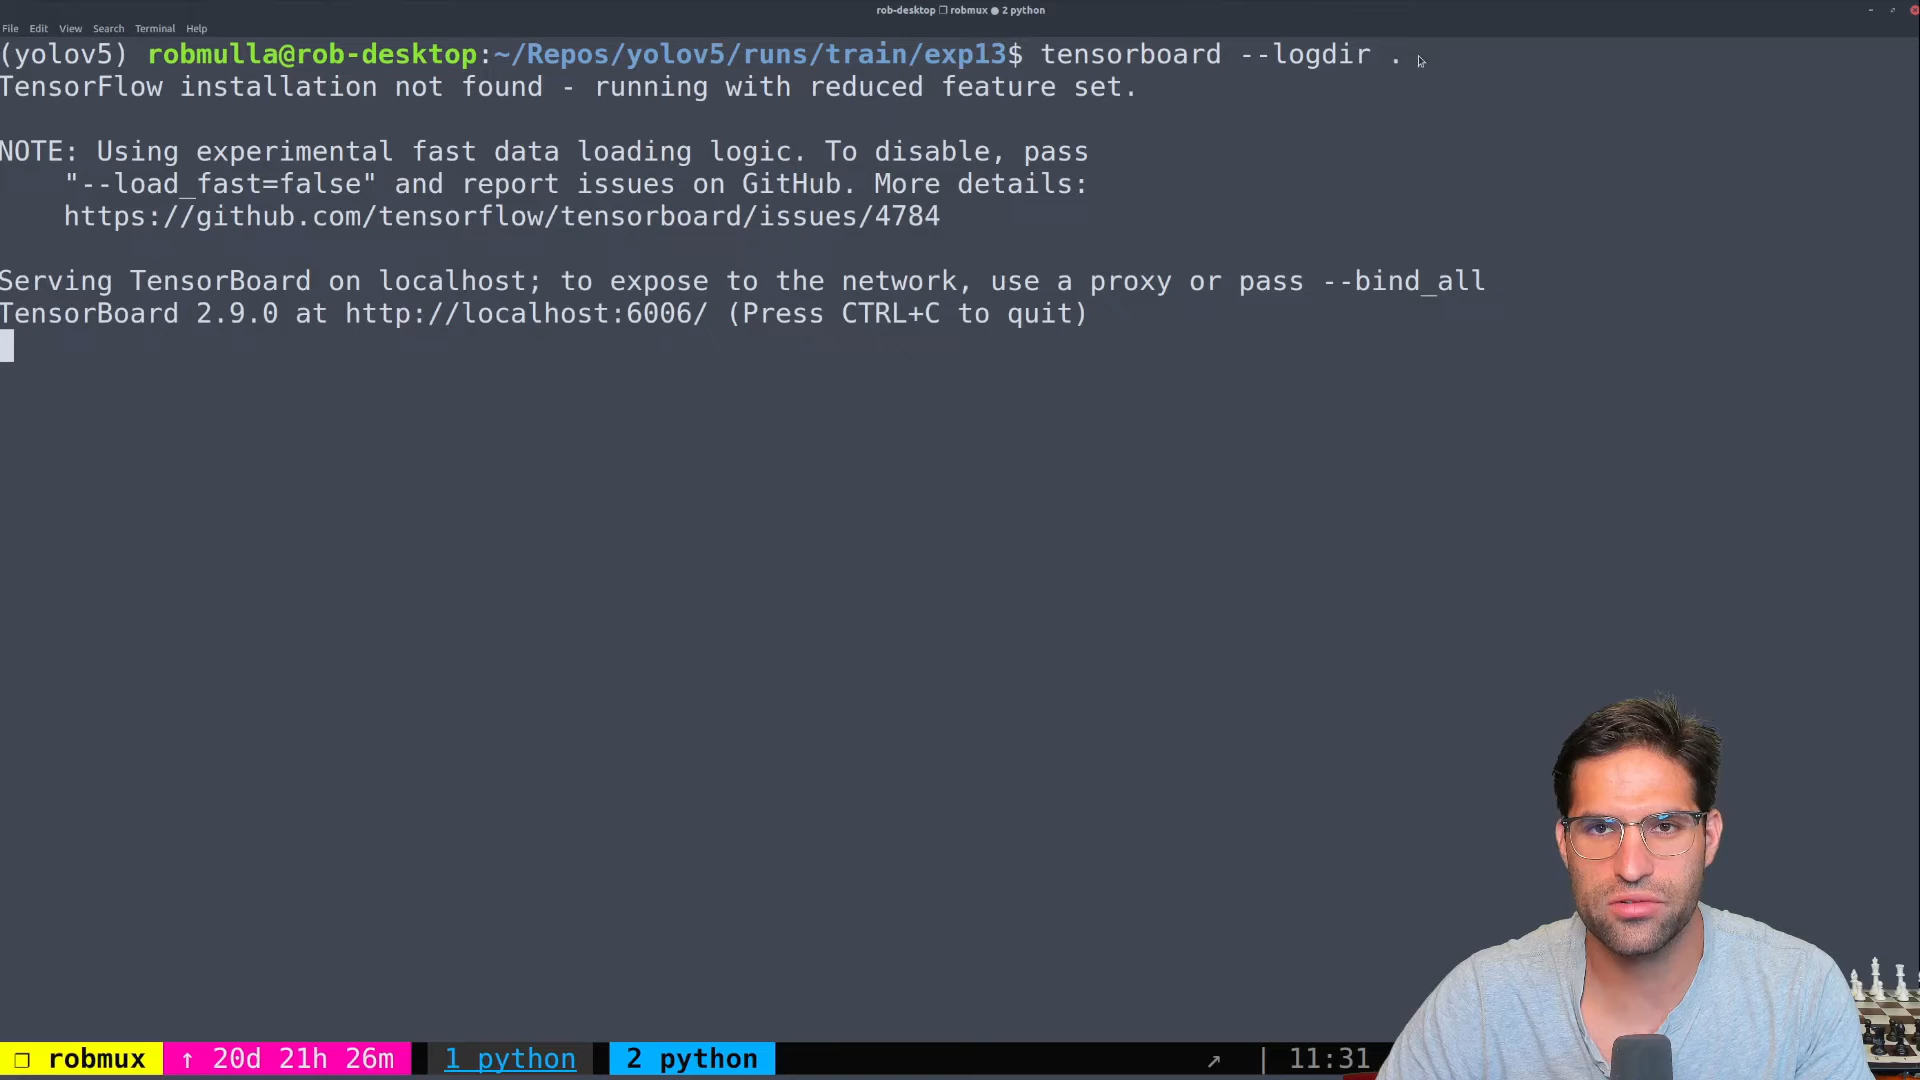 rob-desktop ❐ robmux ● 2 python
File Edit View Search Terminal Help
(yolov5) robmulla@rob-desktop:~/Repos/yolov5/runs/train/exp13$ tensorboard --logdir .
TensorFlow installation not found - running with reduced feature set.
NOTE: Using experimental fast data loading logic. To disable, pass
"--load_fast=false" and report issues on GitHub. More details:
https://github.com/tensorflow/tensorboard/issues/4784
Serving TensorBoard on localhost; to expose to the network, use a proxy or pass --bind_all
TensorBoard 2.9.0 at http://localhost:6006/ (Press CTRL+C to quit)
❐ robmux ↑ 20d 21h 26m 1 python 2 python ↗ | 11:31